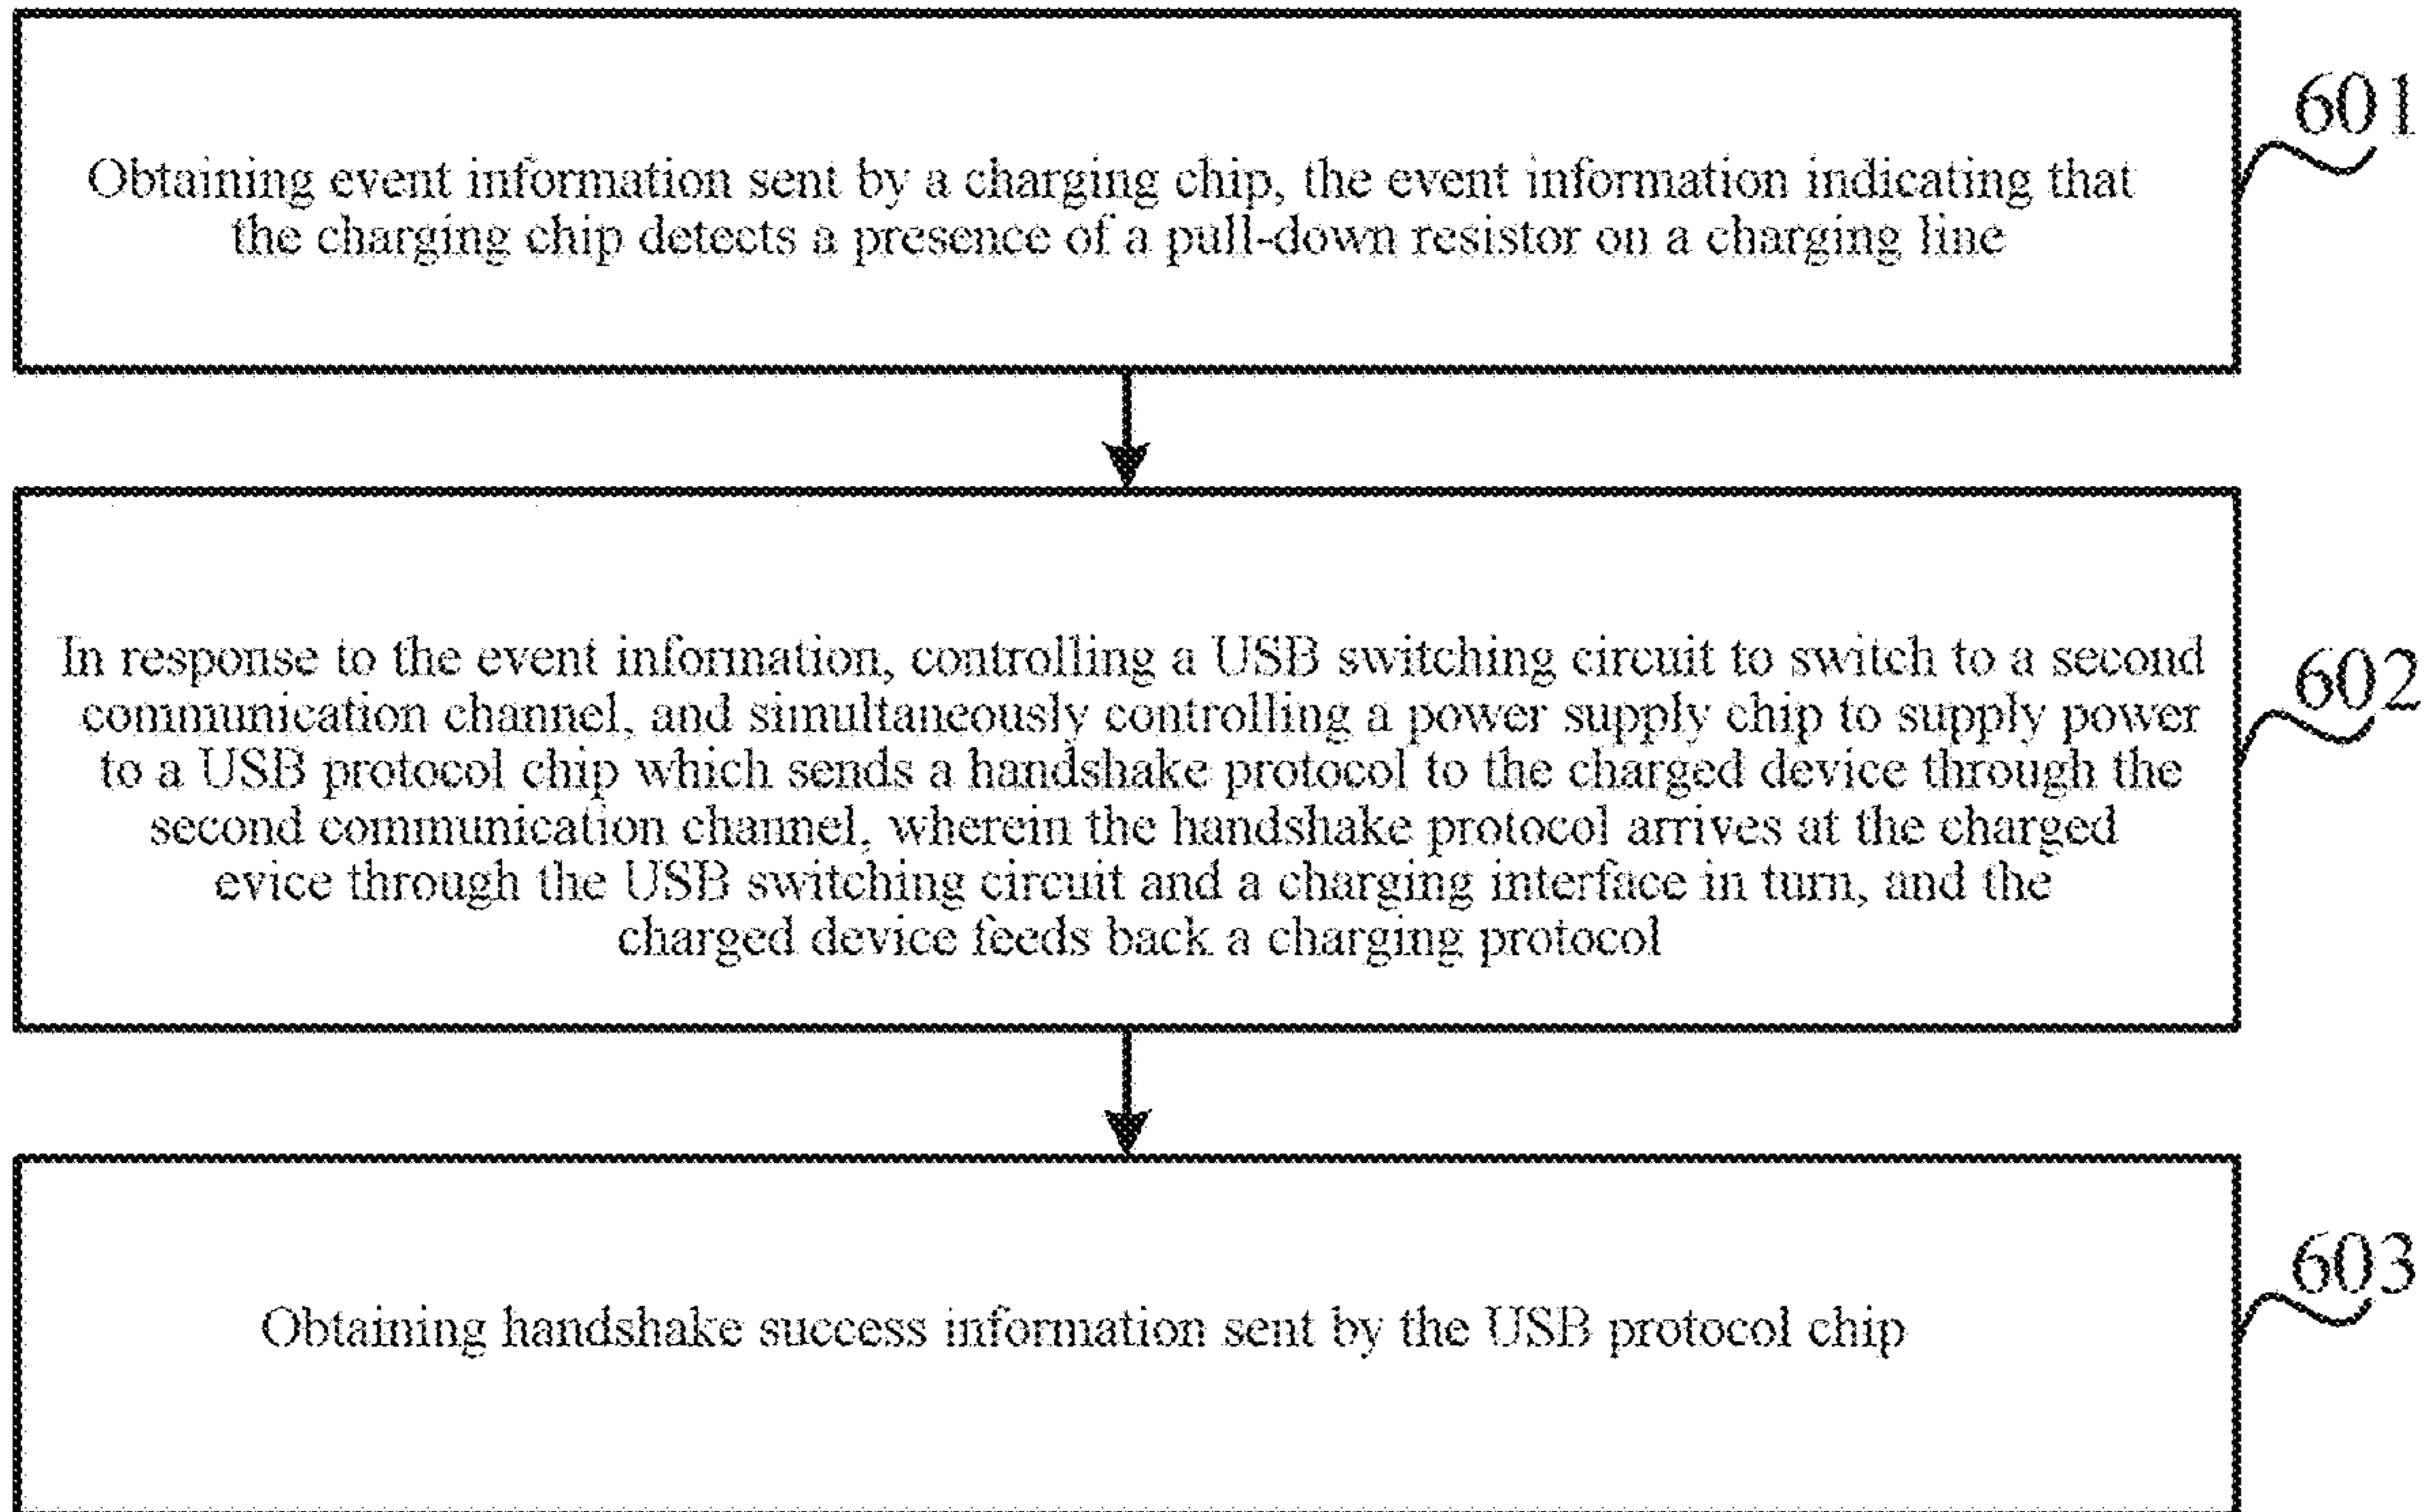 601
Obtaining event information sent by a charging chip, the event information indicating that
the charging chip detects a presence of a pull-down resistor on a charging line
602
In response to the event information, controlling a USB switching circuit to switch to a second
communication channel, and simultaneously controlling a power supply chip to supply power
to a USB protocol chip which sends a handshake protocol to the charged device through the
second communication channel, wherein the handshake protocol arrives at the charged
evice through the USB switching circuit and a charging interface in turn, and the
charged device feeds back a charging protocol
603
Obtaining handshake success information sent by the USB protocol chip